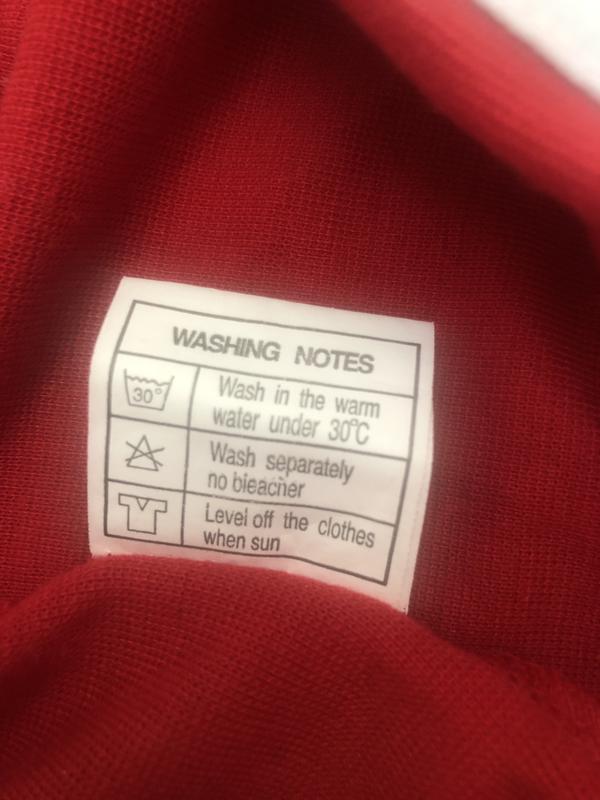 WASHING NOTES
30°
Wash in the warm
water under 30℃
Wash separately
no bleacher
Level off the clothes
when sun